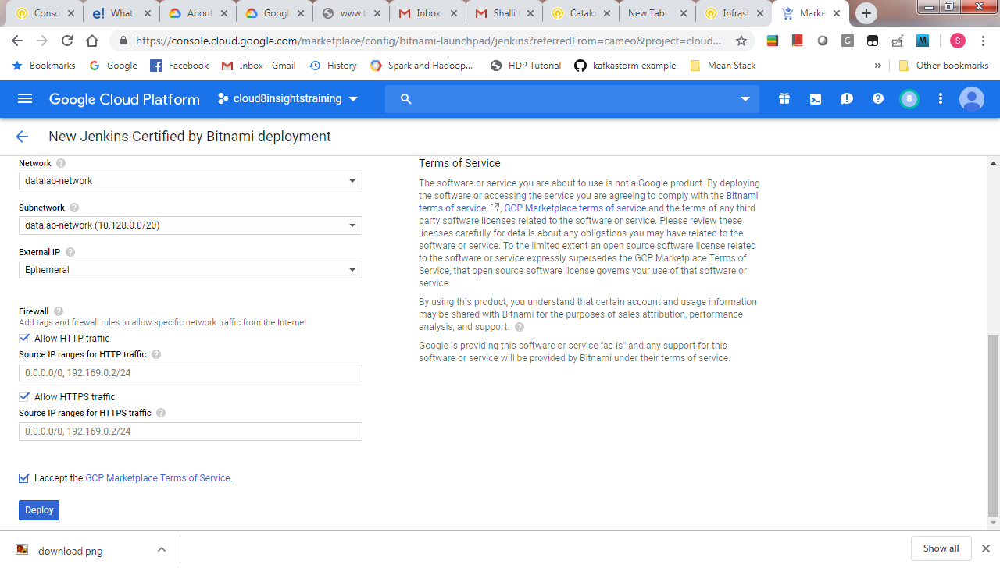 Conso
What
About
Google
www.t
Inbox
Shalli
Catalo
New Tab
Infrast
Marke
https://console.cloud.google.com/marketplace/config/bitnami-launchpad/jenkins?referredFrom=cameo&project=cloud...
G
M
S
Bookmarks
Google
Facebook
Inbox - Gmail
History
Spark and Hadoop...
HDP Tutorial
kafkastorm example
Mean Stack
»
Other bookmarks
Google Cloud Platform
cloud8insightstraining
8
New Jenkins Certified by Bitnami deployment
Network
datalab-network
Subnetwork
datalab-network (10.128.0.0/20)
External IP
Ephemeral
Firewall
Add tags and firewall rules to allow specific network traffic from the Internet
Allow HTTP traffic
Source IP ranges for HTTP traffic
0.0.0.0/0, 192.169.0.2/24
Allow HTTPS traffic
Source IP ranges for HTTPS traffic
0.0.0.0/0, 192.169.0.2/24
I accept the GCP Marketplace Terms of Service.
Deploy
Terms of Service
The software or service you are about to use is not a Google product. By deploying
the software or accessing the service you are agreeing to comply with the Bitnami
terms of service, GCP Marketplace terms of service and the terms of any third
party software licenses related to the software or service. Please review these
licenses carefully for details about any obligations you may have related to the
software or service. To the limited extent an open source software license related
to the software or service expressly supersedes the GCP Marketplace Terms of
Service, that open source software license governs your use of that software or
service.
By using this product, you understand that certain account and usage information
may be shared with Bitnami for the purposes of sales attribution, performance
analysis, and support.
Google is providing this software or service "as-is" and any support for this
software or service will be provided by Bitnami under their terms of service.
download.png
Show all